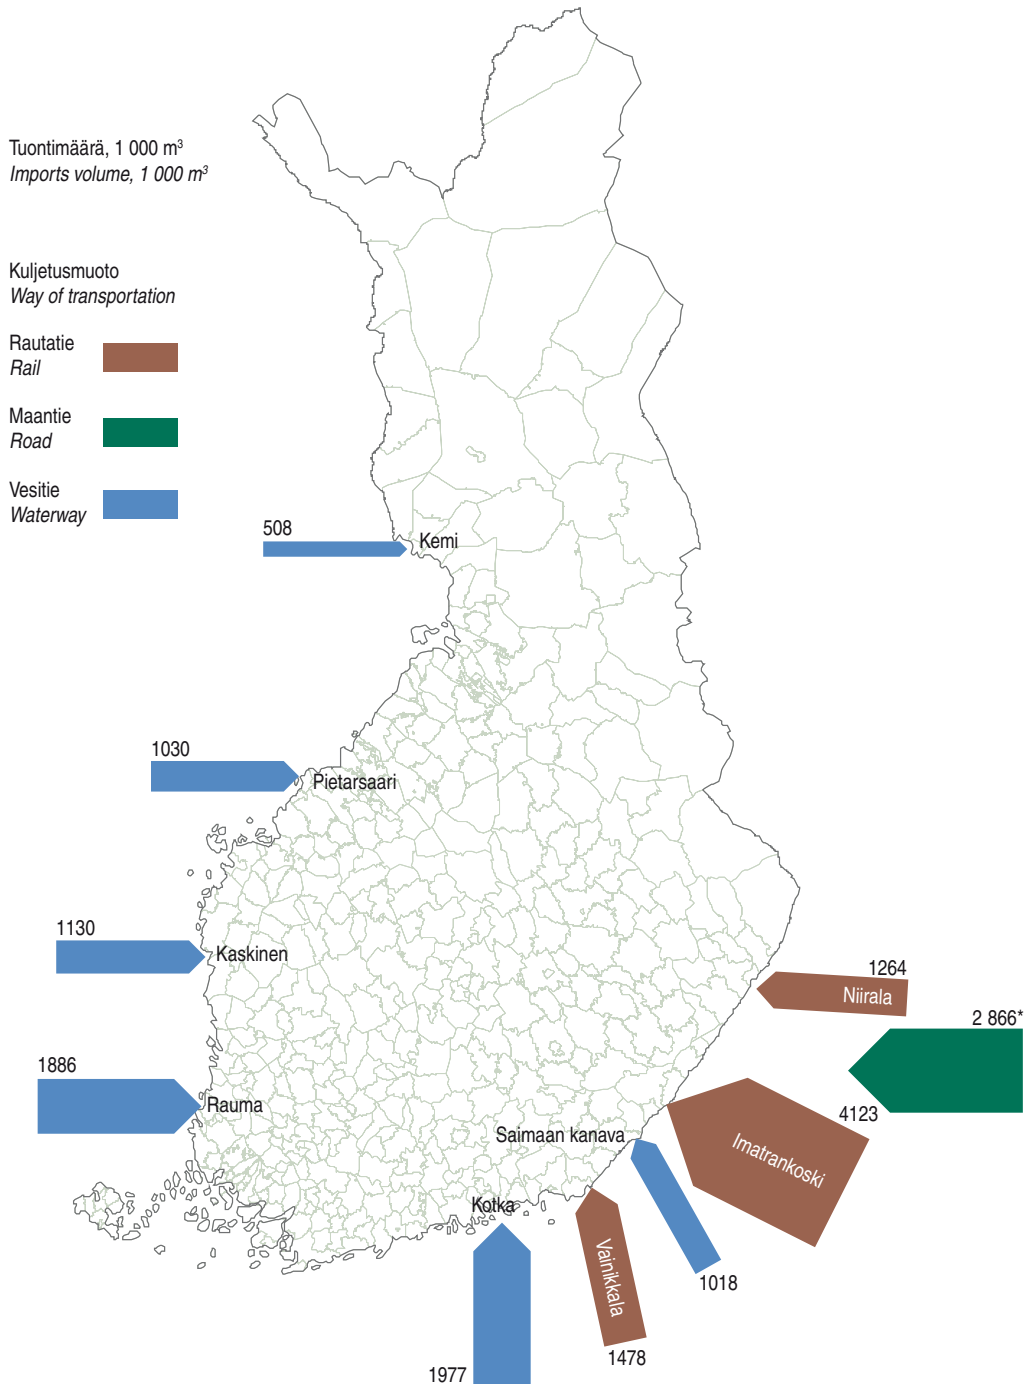 Tuontimäärä, 1 000 m³
Imports volume, 1 000 m³
Kuljetusmuoto
Way of transportation
Rautatie
Rail
Maantie
Road
Vesitie
Waterway
508
Kemi
1030
Pietarsaari
1130
Kaskinen
1264
Niirala
2 866*
1886
Rauma
4123
Imatrankoski
Saimaan kanava
1018
Kotka
1977
Vainikkala
1478